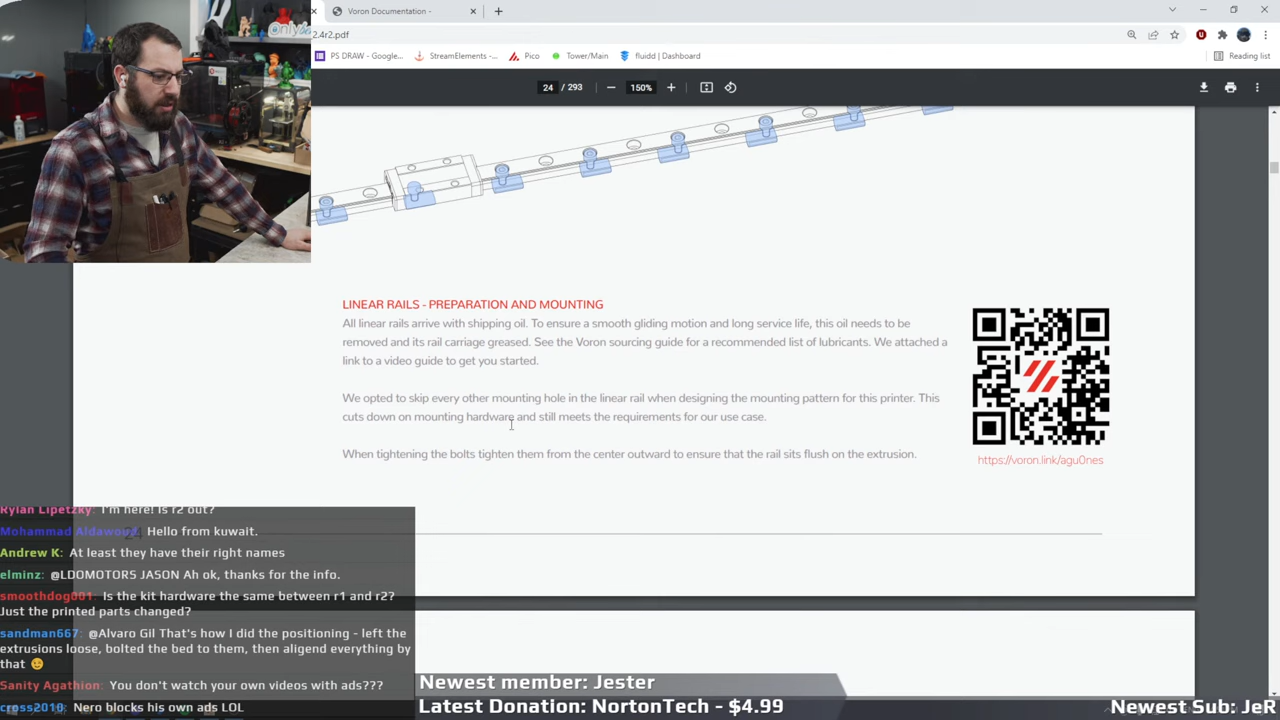 Voron Documentation -
2.4r2.pdf
PS DRAW - Google...
StreamElements -...
Pico
Tower/Main
fluidd | Dashboard
Reading list
24 / 293
150%
LINEAR RAILS - PREPARATION AND MOUNTING
All linear rails arrive with shipping oil. To ensure a smooth gliding motion and long service life, this oil needs to be
removed and its rail carriage greased. See the Voron sourcing guide for a recommended list of lubricants. We attached a
link to a video guide to get you started.
We opted to skip every other mounting hole in the linear rail when designing the mounting pattern for this printer. This
cuts down on mounting hardware and still meets the requirements for our use case.
When tightening the bolts tighten them from the center outward to ensure that the rail sits flush on the extrusion.
https://voron.link/agu0nes
24
Rylan Lipetzky: I'm here! Is r2 out?
Hello from kuwait.
Andrew K: At least they have their right names
elminz: @LDOMOTORS JASON Ah ok, thanks for the info.
smoothdog001: Is the kit hardware the same between r1 and r2?
Just the printed parts changed?
sandman667: @Alvaro Gil That's how I did the positioning - left the
extrusions loose, bolted the bed to them, then aligend everything by
that
Sanity Agathion: You don't watch your own videos with ads???
cross2010: Nero blocks his own ads LOL
Newest member: Jester
Latest Donation: NortonTech - $4.99
Newest Sub: JeR